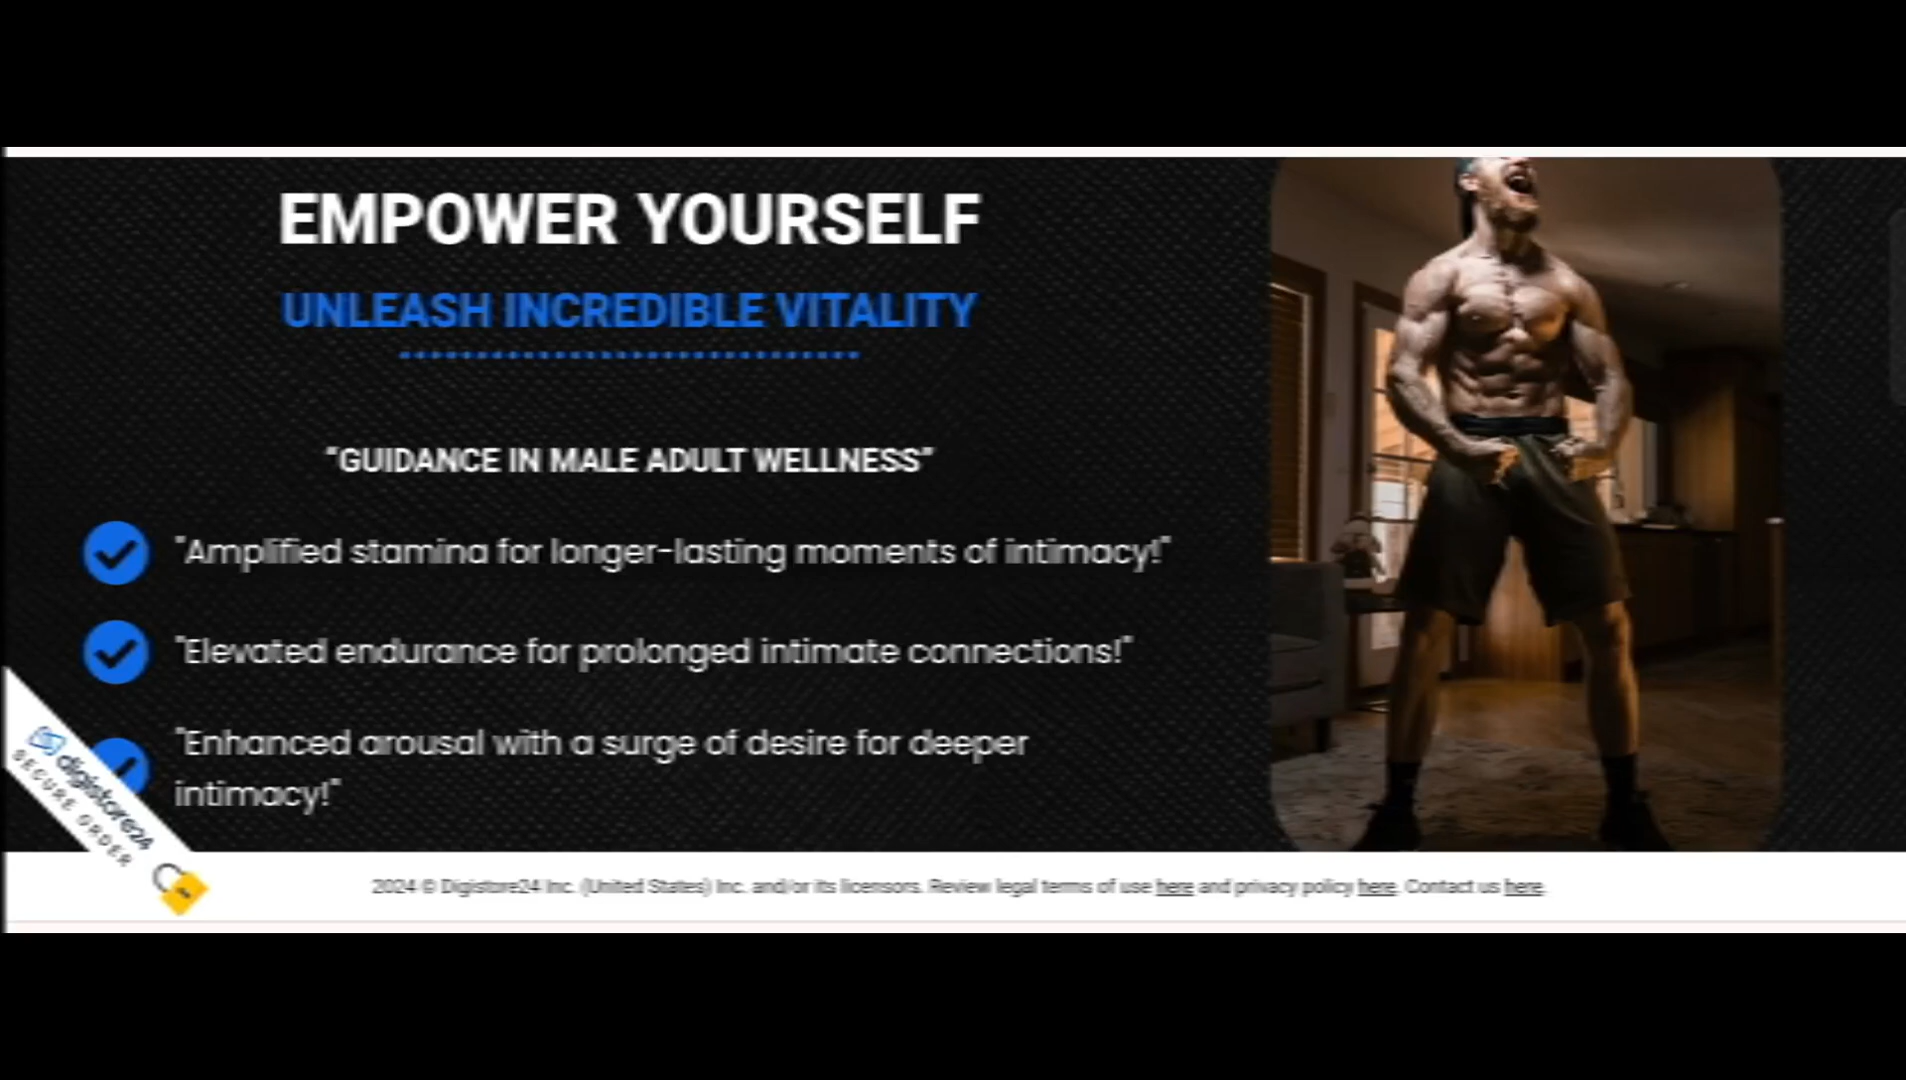 EMPOWER YOURSELF
UNLEASH INCREDIBLE VITALITY
"GUIDANCE IN MALE ADULT WELLNESS"
"Amplified stamina for longer-lasting moments of intimacy!"
"Elevated endurance for prolonged intimate connections!"
"Enhanced arousal with a surge of desire for deeper
intimacy!"
digistore24
SECURE ORDER
2024 © Digistore24 Inc. (United States) Inc. and/or its licensors. Review legal terms of use here and privacy policy here. Contact us here.